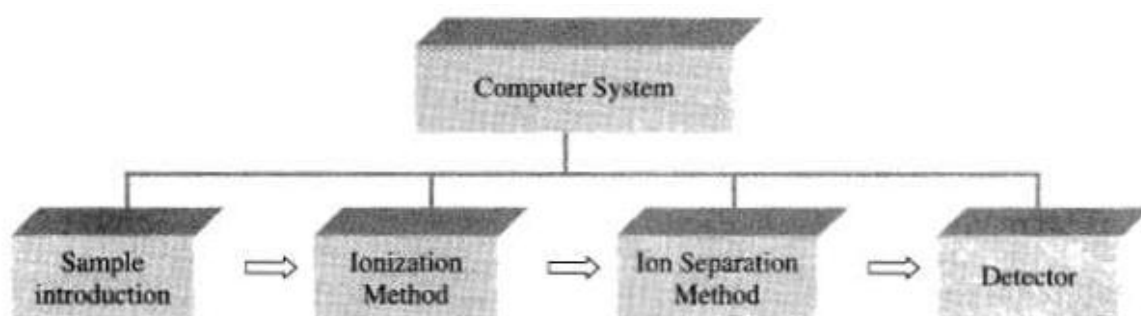 Computer System
Sample
introduction
Ionization
Method
Ion Separation
Method
Detector